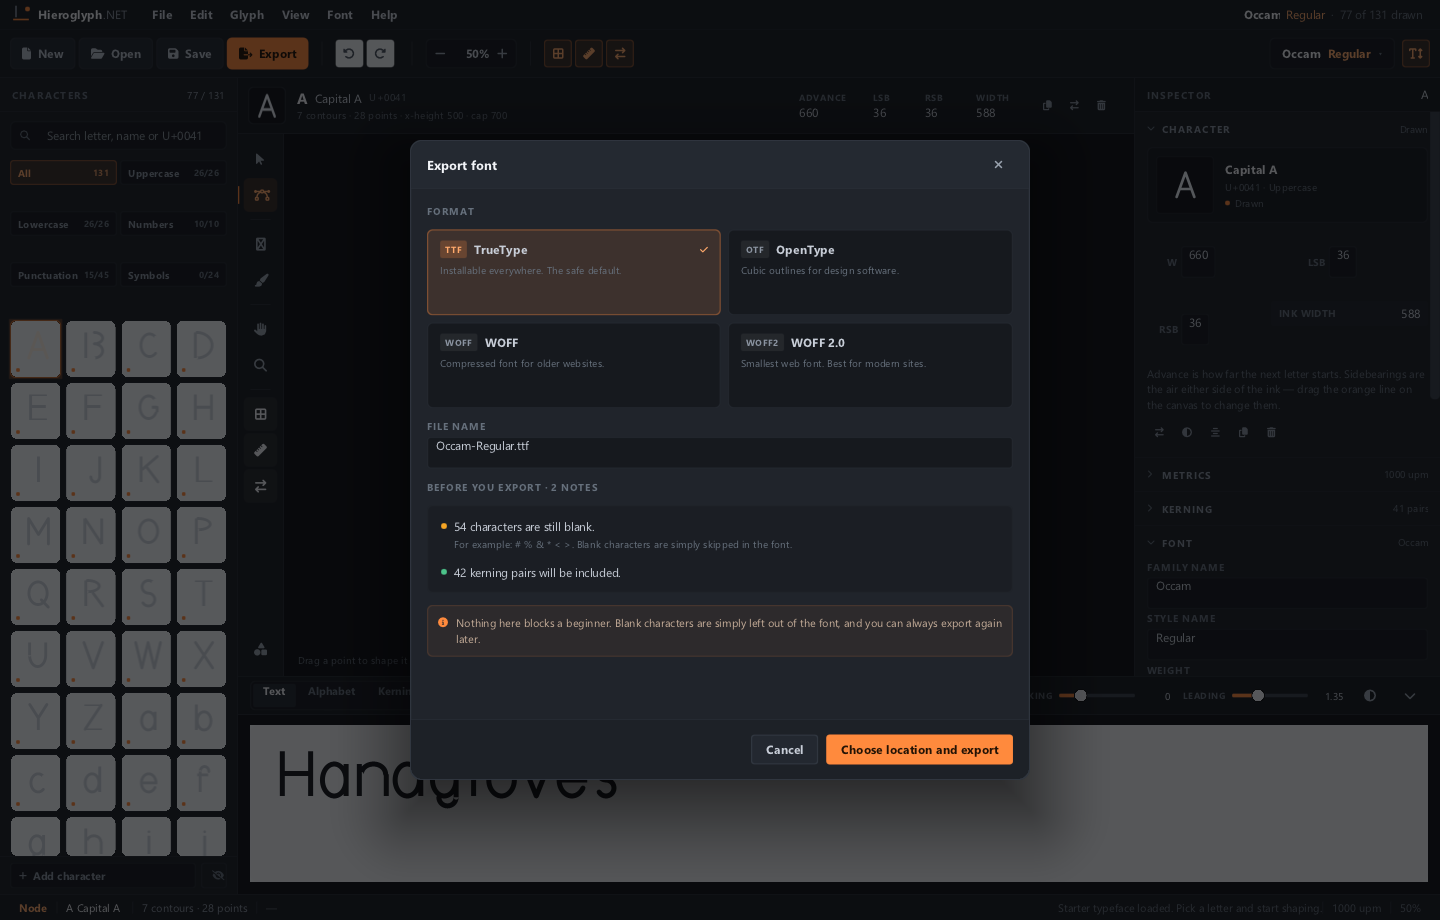 Hieroglyph.NET File Edit Glyph View Font Help Occam Regular · 77 of 131 drawn
New Open Save Export 50% Occam Regular
CHARACTERS 77 / 131
Search letter, name or U+0041
All 131 Uppercase 26/26
Lowercase 26/26 Numbers 10/10
Punctuation 15/45 Symbols 0/24
B C D
E F G H
I J K L
M N O P
Q R S T
U V W X
Y Z a b
c d e f
g h i j
+ Add character
A A Capital A U+0041
7 contours · 28 points · x-height 500 · cap 700
ADVANCE LSB RSB WIDTH
660 36 36 588
Export font
FORMAT
TTF TrueType
Installable everywhere. The safe default.
OTF OpenType
Cubic outlines for design software.
WOFF WOFF
Compressed font for older websites.
WOFF2 WOFF 2.0
Smallest web font. Best for modern sites.
FILE NAME
Occam-Regular.ttf
BEFORE YOU EXPORT · 2 NOTES
54 characters are still blank.
For example: # % & * < >. Blank characters are simply skipped in the font.
42 kerning pairs will be included.
Nothing here blocks a beginner. Blank characters are simply left out of the font, and you can always export again
later.
Cancel Choose location and export
Drag a point to shape it
INSPECTOR A
CHARACTER Drawn
A Capital A
U+0041 · Uppercase
Drawn
W 660 LSB 36
RSB 36 INK WIDTH 588
Advance is how far the next letter starts. Sidebearings are
the air either side of the ink — drag the orange line on
the canvas to change them.
METRICS 1000 upm
KERNING 41 pairs
FONT Occam
FAMILY NAME
Occam
STYLE NAME
Regular
WEIGHT
Text Alphabet 0 LEADING 1.35
Handgloves
Node A Capital A 7 contours · 28 points — Starter typeface loaded. Pick a letter and start shaping. 1000 upm 50%